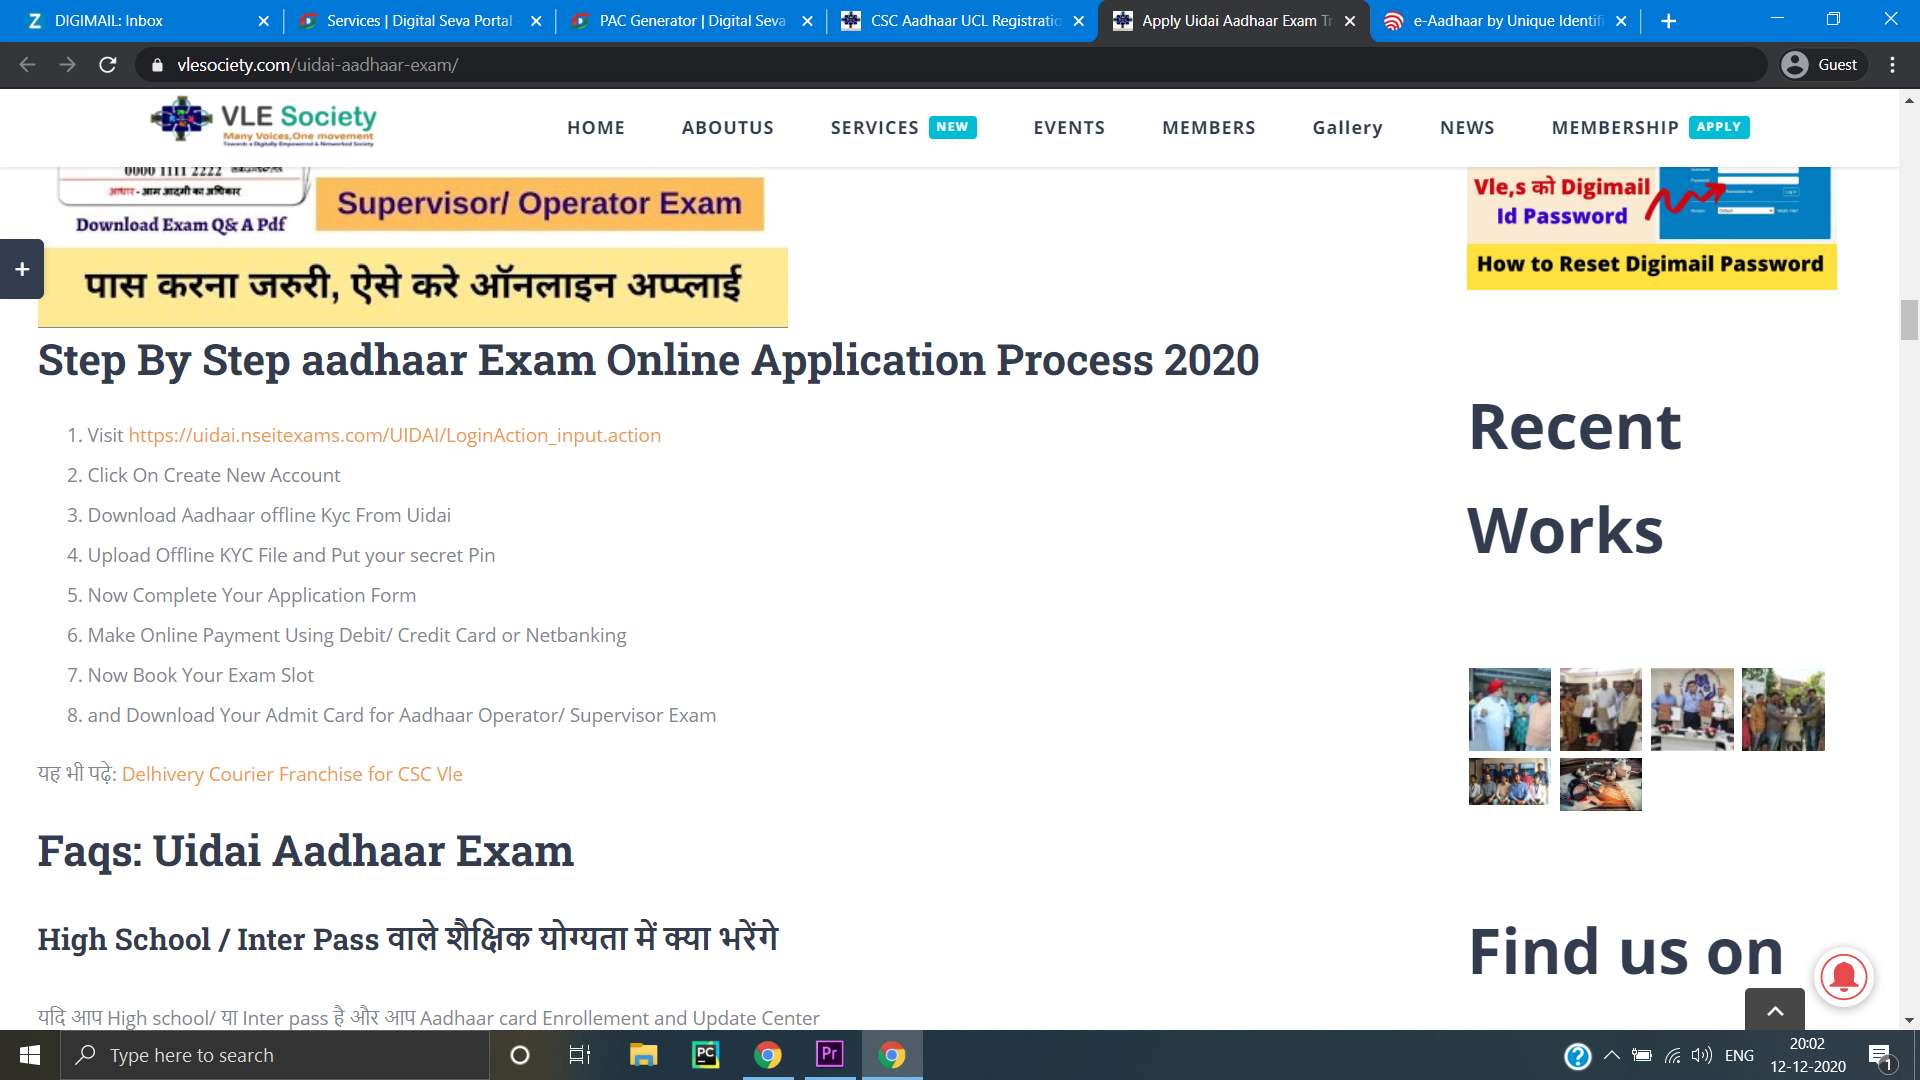 DIGIMAIL: Inbox
Services | Digital Seva Portal
PAC Generator | Digital Seva
CSC Aadhaar UCL Registratio
Apply Uidai Aadhaar Exam Tr
e-Aadhaar by Unique Identifi
vlesociety.com/uidai-aadhaar-exam/
Guest
VLE Society
Many Voices,One movement
Towards a Digitally Empowered & Networked Society
HOME ABOUTUS SERVICES NEW EVENTS MEMBERS Gallery NEWS MEMBERSHIP APPLY
0000 1111 2222
आधार - आम आदमी का अधिकार
Download Exam Q& A Pdf
Supervisor/ Operator Exam
पास करना जरुरी, ऐसे करे ऑनलाइन अप्प्लाई
Vle,s को Digimail
Id Password
How to Reset Digimail Password
+
Step By Step aadhaar Exam Online Application Process 2020
1. Visit https://uidai.nseitexams.com/UIDAI/LoginAction_input.action
2. Click On Create New Account
3. Download Aadhaar offline Kyc From Uidai
4. Upload Offline KYC File and Put your secret Pin
5. Now Complete Your Application Form
6. Make Online Payment Using Debit/ Credit Card or Netbanking
7. Now Book Your Exam Slot
8. and Download Your Admit Card for Aadhaar Operator/ Supervisor Exam
यह भी पढ़े: Delhivery Courier Franchise for CSC Vle
Faqs: Uidai Aadhaar Exam
High School / Inter Pass वाले शैक्षिक योग्यता में क्या भरेंगे
यदि आप High school/ या Inter pass है और आप Aadhaar card Enrollement and Update Center
Recent
Works
Find us on
Type here to search
PC
Pr
ENG
20:02
12-12-2020
1